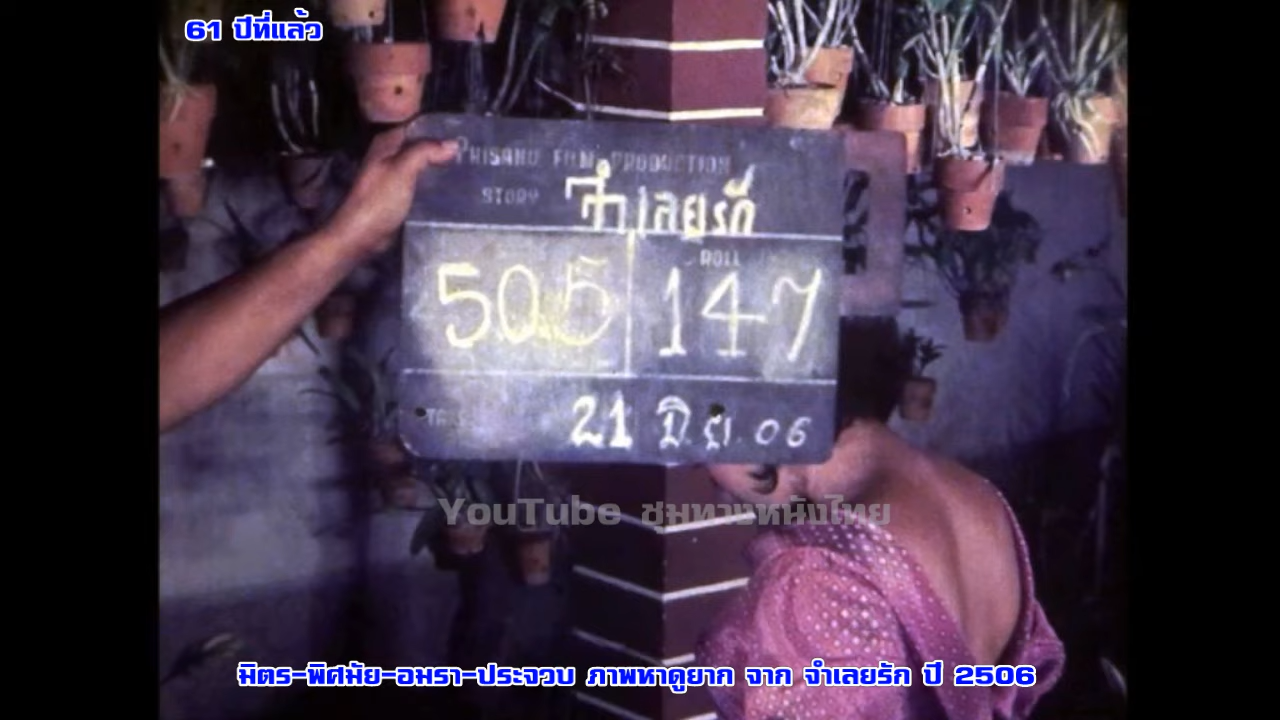 61 ปีที่แล้ว
PHISANU FILM PRODUCTION
STORY จำเลยรัก
ROLL
505 147
21 มิ.ย. 06
YouTube ชุมทางหนังไทย
มิตร-พิศมัย-อมรา-ประจวบ ภาพหาดูยาก จาก จำเลยรัก ปี 2506